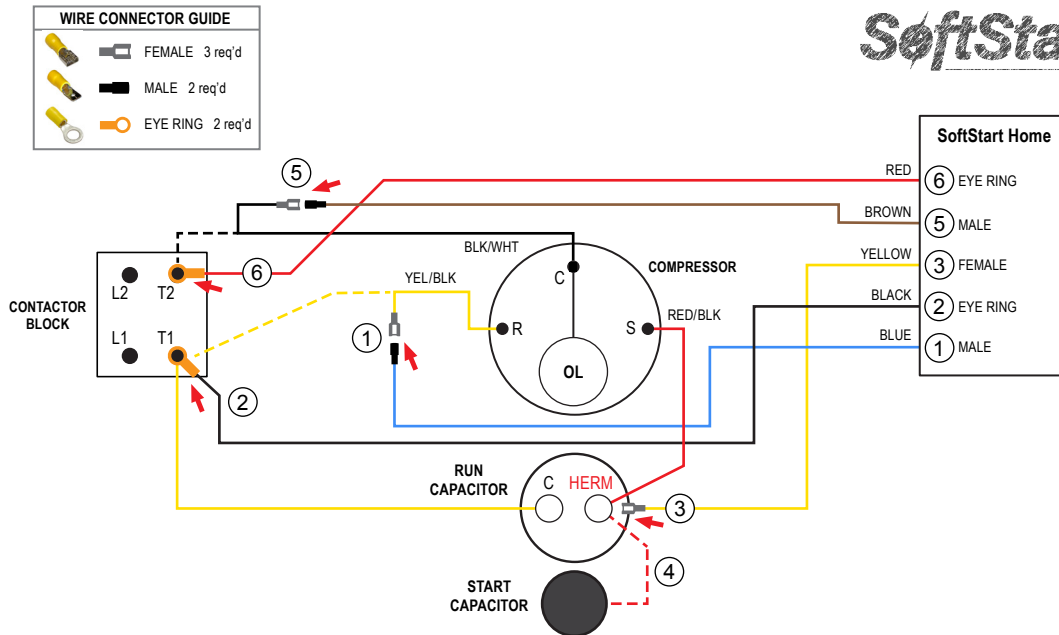 WIRE CONNECTOR GUIDE
FEMALE 3 req'd
MALE 2 req'd
EYE RING 2 req'd
SoftSta
SoftStart Home
RED
6 EYE RING
BROWN
5 MALE
YELLOW
3 FEMALE
BLACK
2 EYE RING
BLUE
1 MALE
5
6
BLK/WHT
COMPRESSOR
C
YEL/BLK
RED/BLK
R
S
OL
1
CONTACTOR
BLOCK
L2
T2
L1
T1
2
RUN
CAPACITOR
C
HERM
3
4
START
CAPACITOR